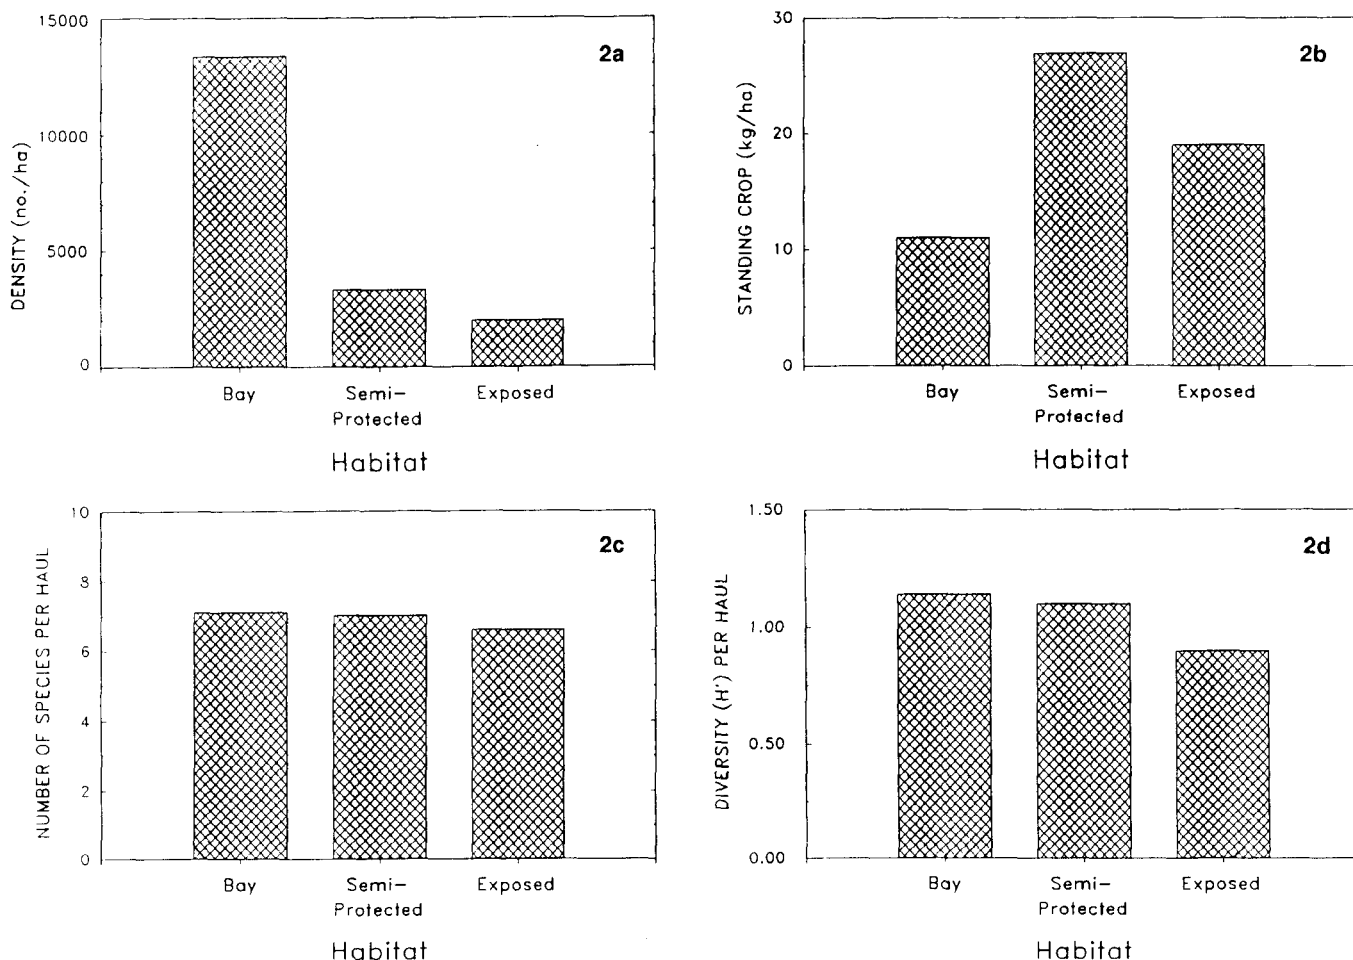 2a
DENSITY (no./ha)
15000
10000
5000
0
Bay
Semi-
Protected
Exposed
Habitat
2b
STANDING CROP (kg/ha)
30
20
10
0
Bay
Semi-
Protected
Exposed
Habitat
2c
NUMBER OF SPECIES PER HAUL
10
8
6
4
2
0
Bay
Semi-
Protected
Exposed
Habitat
2d
DIVERSITY (H') PER HAUL
1.50
1.00
0.50
0.00
Bay
Semi-
Protected
Exposed
Habitat